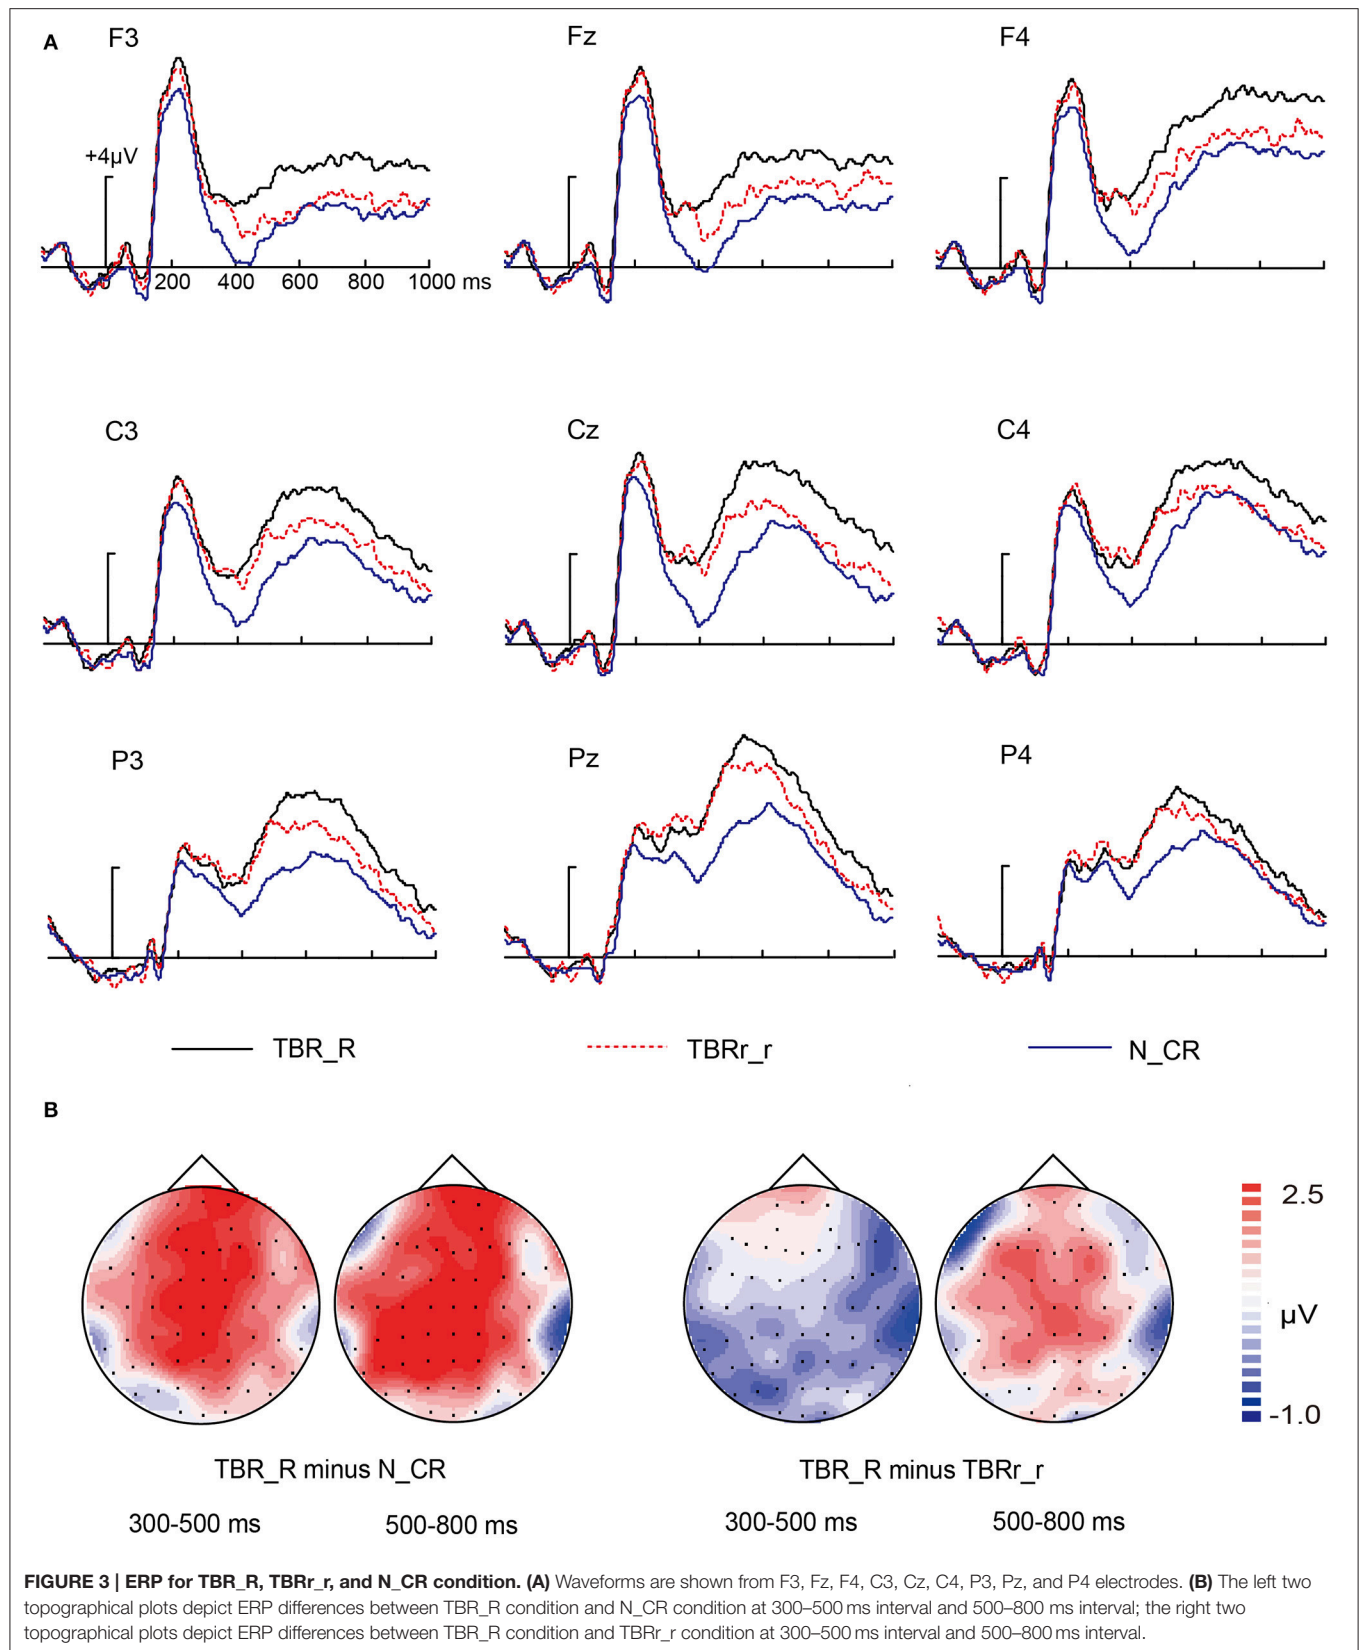 A
F3
Fz
F4
+4µV
200
400
600
800
1000 ms
C3
Cz
C4
P3
Pz
P4
TBR_R
TBRr_r
N_CR
B
2.5
µV
-1.0
TBR_R minus N_CR
TBR_R minus TBRr_r
300-500 ms
500-800 ms
300-500 ms
500-800 ms
FIGURE 3 | ERP for TBR_R, TBRr_r, and N_CR condition. (A) Waveforms are shown from F3, Fz, F4, C3, Cz, C4, P3, Pz, and P4 electrodes. (B) The left two
topographical plots depict ERP differences between TBR_R condition and N_CR condition at 300–500 ms interval and 500–800 ms interval; the right two
topographical plots depict ERP differences between TBR_R condition and TBRr_r condition at 300–500 ms interval and 500–800 ms interval.